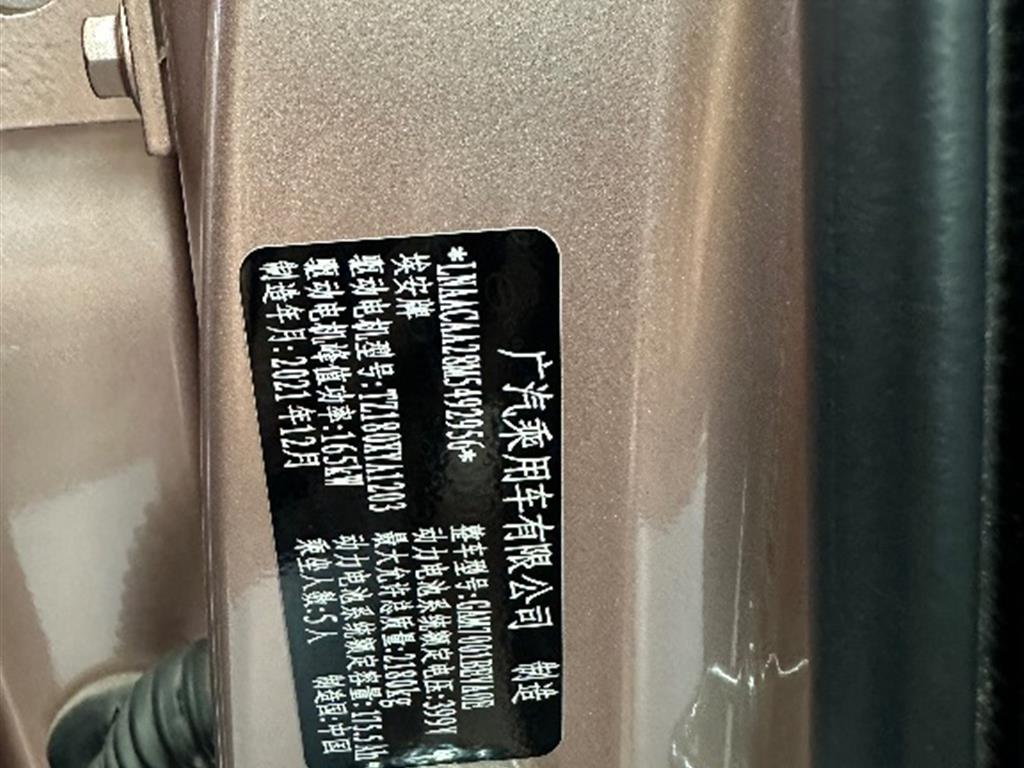 广汽乘用车有限公司 制造
*LNAACAA28M5492956* 整车型号:GAM7001BEVA0B
埃安牌 动力电池系统额定电压:399V
驱动电机型号:TZ180XYA1203 最大允许总质量:2180kg
驱动电机峰值功率:165kW 动力电池系统额定容量:175.5Ah
制造年月:2021年12月 乘坐人数:5人 制造国:中国